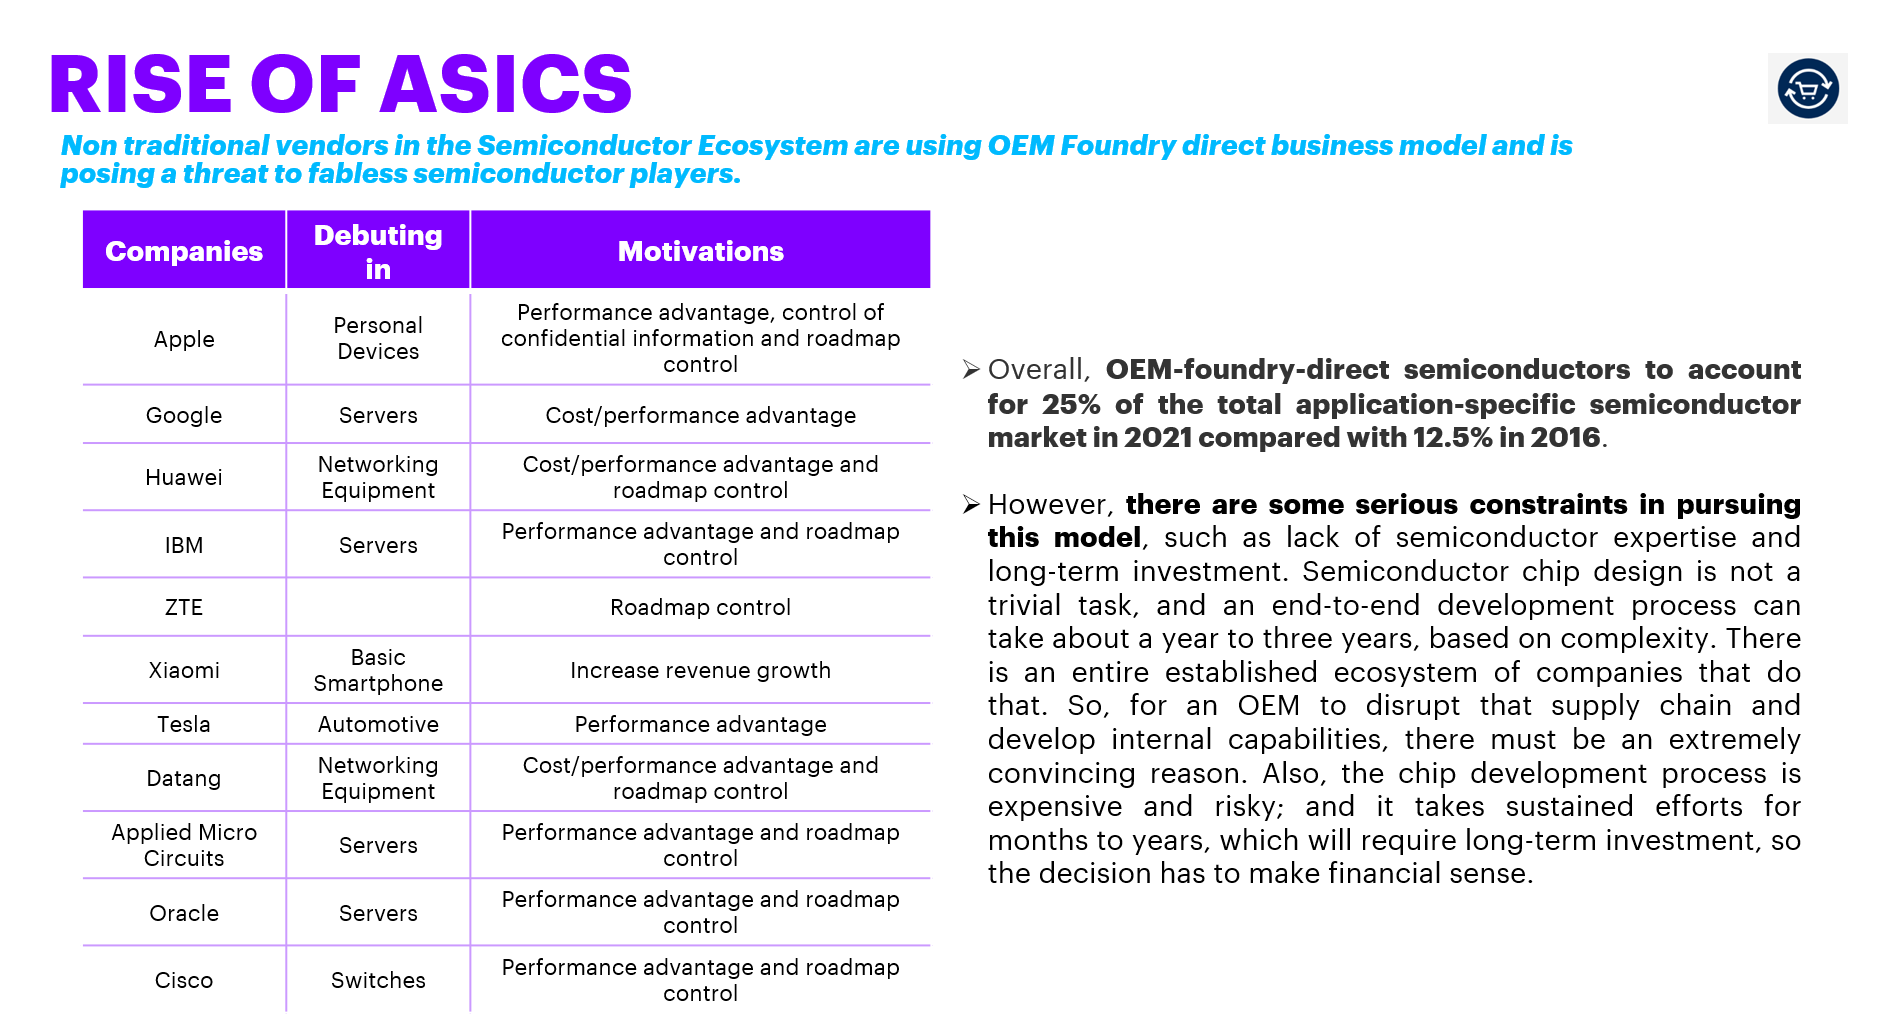 RISE OF ASICS
Non traditional vendors in the Semiconductor Ecosystem are using OEM Foundry direct business model and is
posing a threat to fabless semiconductor players.
Companies
Debuting
in
Motivations
Apple
Personal
Devices
Performance advantage, control of
confidential information and roadmap
control
Google
Servers
Cost/performance advantage
Huawei
Networking
Equipment
Cost/performance advantage and
roadmap control
IBM
Servers
Performance advantage and roadmap
control
ZTE
Roadmap control
Xiaomi
Basic
Smartphone
Increase revenue growth
Tesla
Automotive
Performance advantage
Datang
Networking
Equipment
Cost/performance advantage and
roadmap control
Applied Micro
Circuits
Servers
Performance advantage and roadmap
control
Oracle
Servers
Performance advantage and roadmap
control
Cisco
Switches
Performance advantage and roadmap
control
➢ Overall, OEM-foundry-direct semiconductors to account
for 25% of the total application-specific semiconductor
market in 2021 compared with 12.5% in 2016.
➢ However, there are some serious constraints in pursuing
this model, such as lack of semiconductor expertise and
long-term investment. Semiconductor chip design is not a
trivial task, and an end-to-end development process can
take about a year to three years, based on complexity. There
is an entire established ecosystem of companies that do
that. So, for an OEM to disrupt that supply chain and
develop internal capabilities, there must be an extremely
convincing reason. Also, the chip development process is
expensive and risky; and it takes sustained efforts for
months to years, which will require long-term investment, so
the decision has to make financial sense.